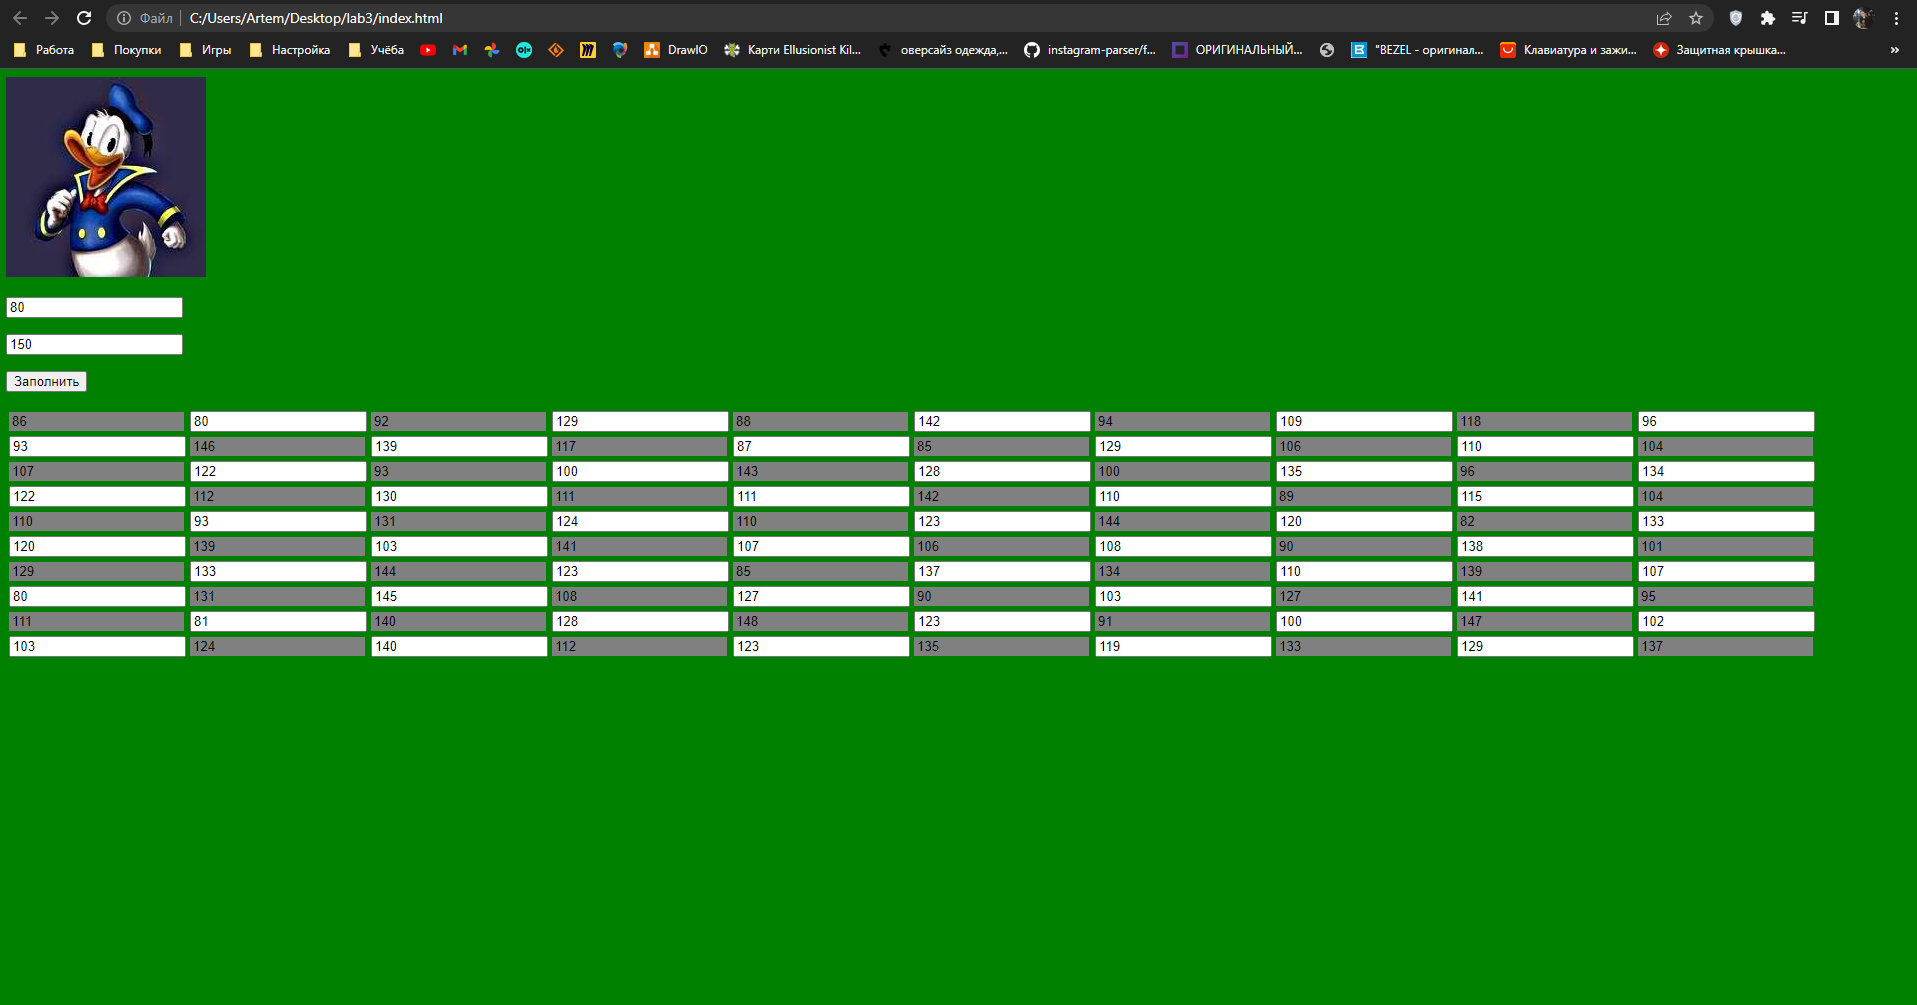 Файл C:/Users/Artem/Desktop/lab3/index.html
Работа Покупки Игры Настройка Учёба DrawIO Карти Ellusionist Kil... оверсайз одежда,... instagram-parser/f... ОРИГИНАЛЬНЫЙ... "BEZEL - оригинал... Клавиатура и зажи... Защитная крышка... »
80
150
Заполнить
86 80 92 129 88 142 94 109 118 96
93 146 139 117 87 85 129 106 110 104
107 122 93 100 143 128 100 135 96 134
122 112 130 111 111 142 110 89 115 104
110 93 131 124 110 123 144 120 82 133
120 139 103 141 107 106 108 90 138 101
129 133 144 123 85 137 134 110 139 107
80 131 145 108 127 90 103 127 141 95
111 81 140 128 148 123 91 100 147 102
103 124 140 112 123 135 119 133 129 137